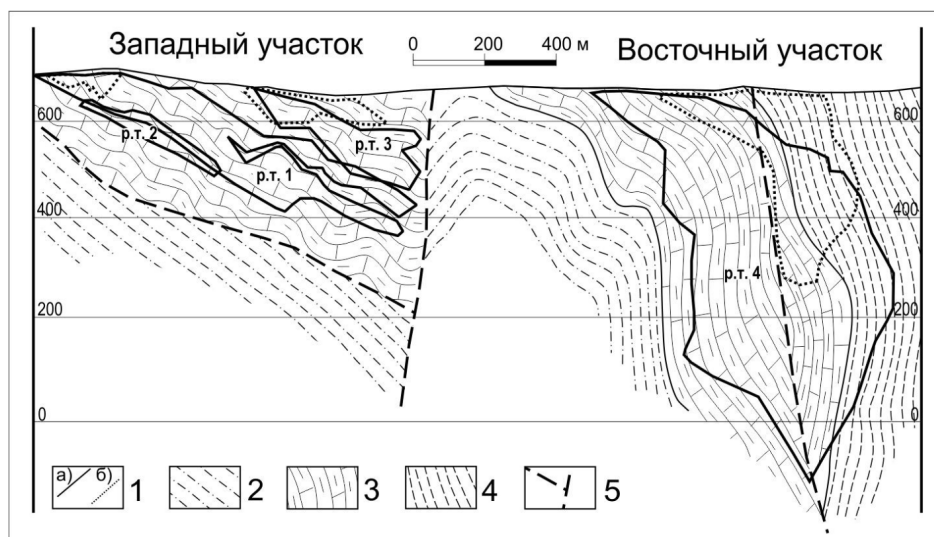 Западный участок
0 200 400 м
Восточный участок
600 600
р.т. 2
р.т. 3
р.т. 1
400 400
р.т. 4
200 200
0 0
а) б) 1 2 3 4 5